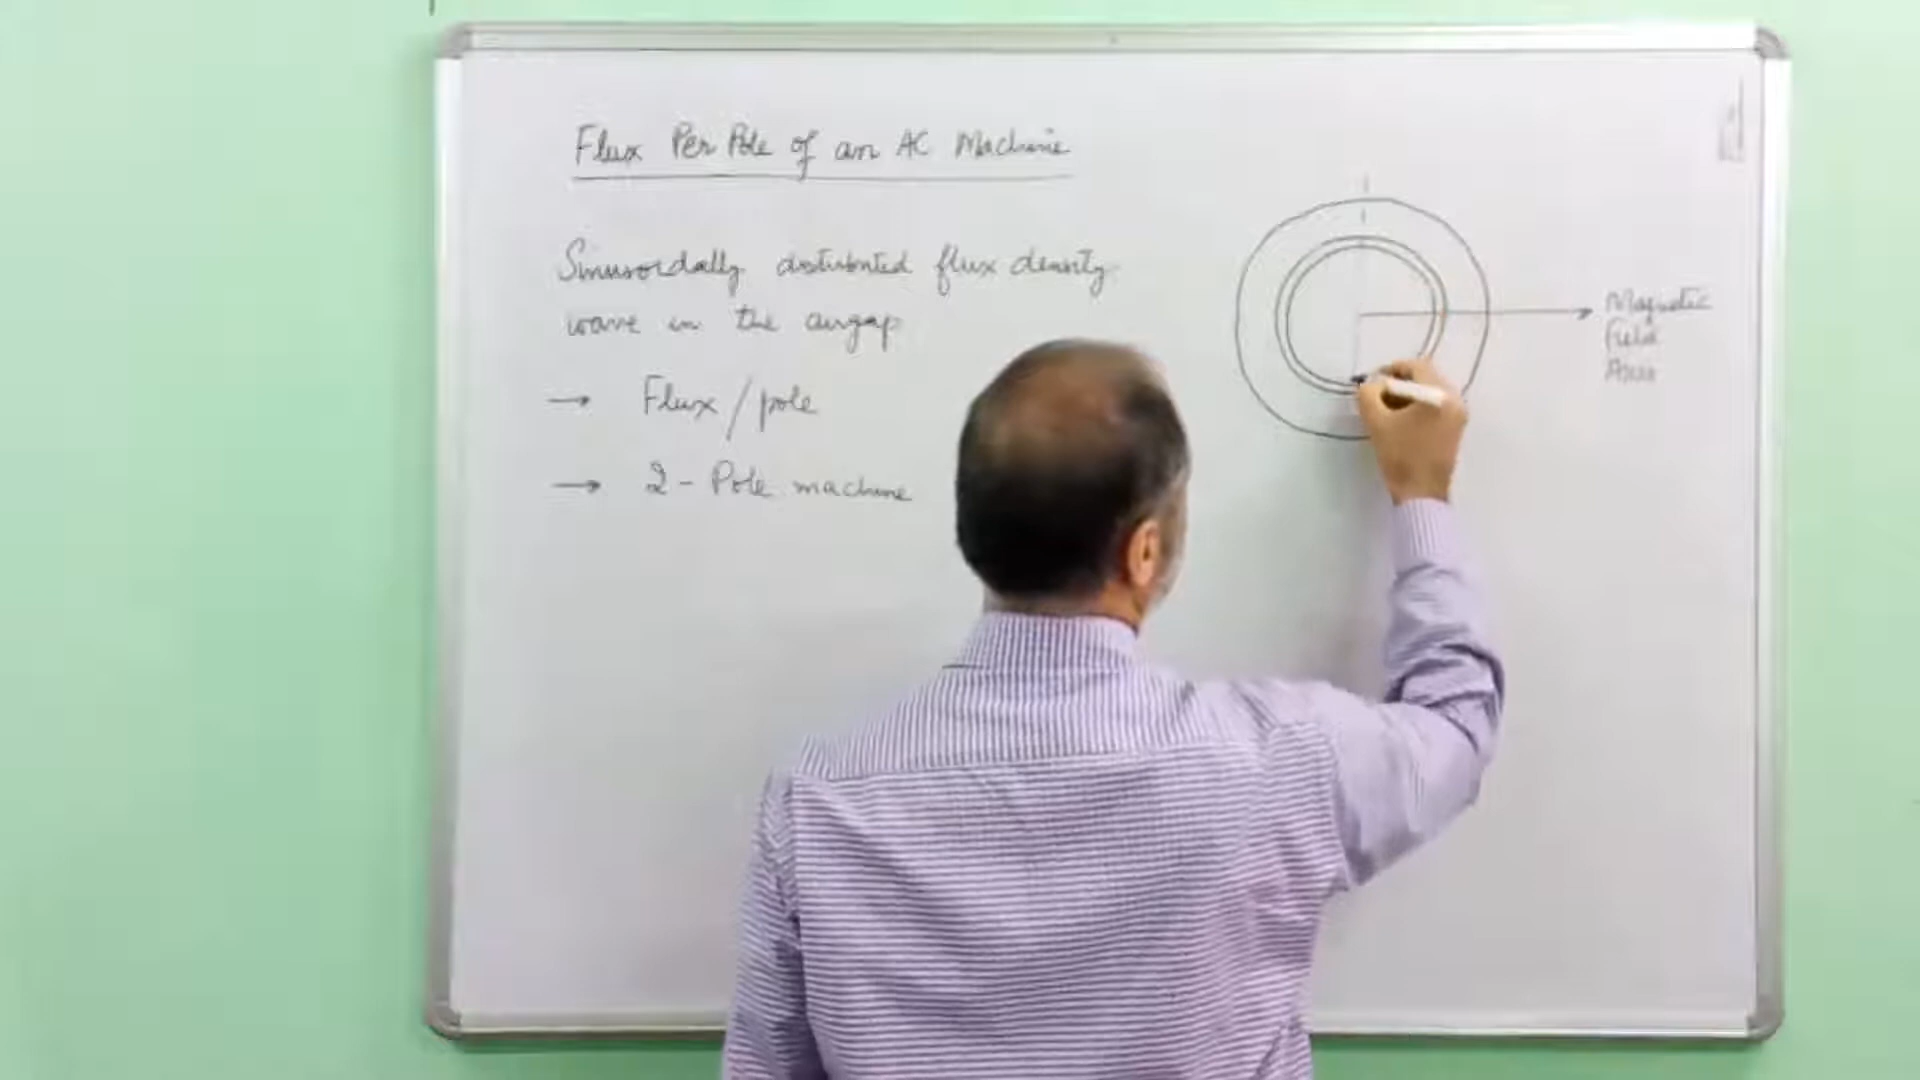 Flux Per Pole of an AC Machine
Sinusoidally distributed flux density
wave in the airgap
→ Flux / pole
→ 2 - Pole machine
Magnetic
Field
Axis